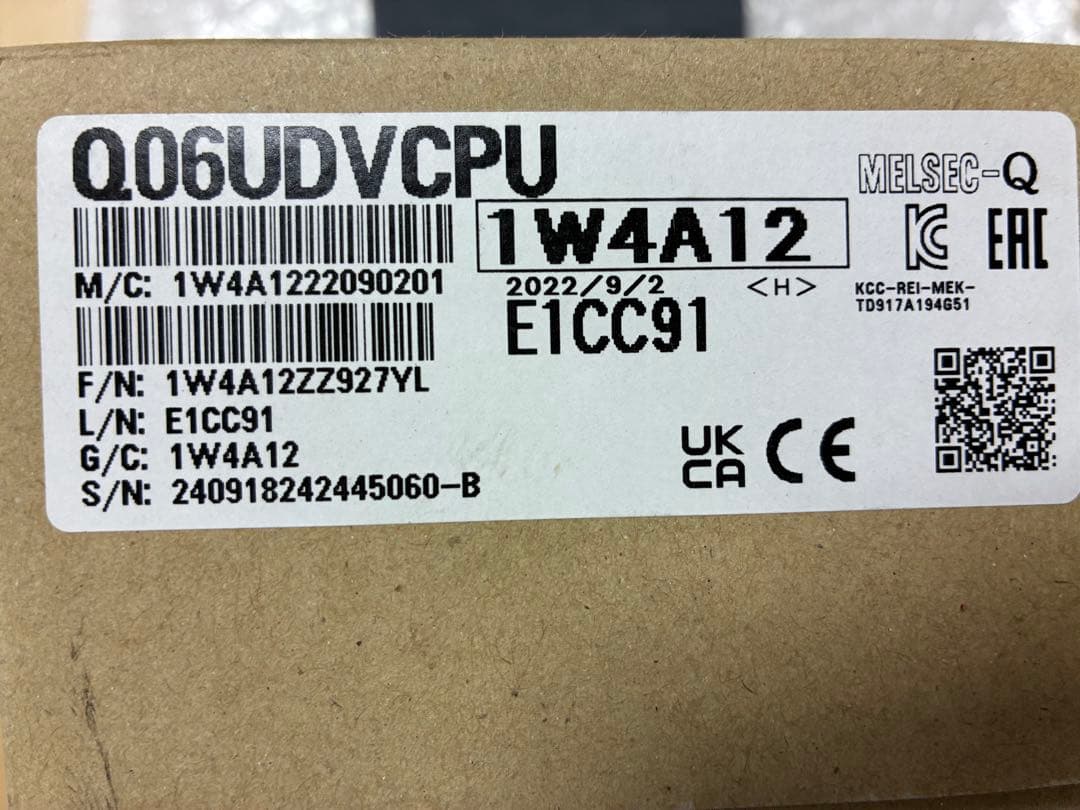 Q06UDVCPU
MELSEC-Q
1W4A12
M/C: 1W4A1222090201
2022/9/2 <H>
KCC-REI-MEK-
TD917A194G51
E1CC91
F/N: 1W4A12ZZ927YL
L/N: E1CC91
G/C: 1W4A12
S/N: 240918242445060-B
UK
CA
CE
EAC